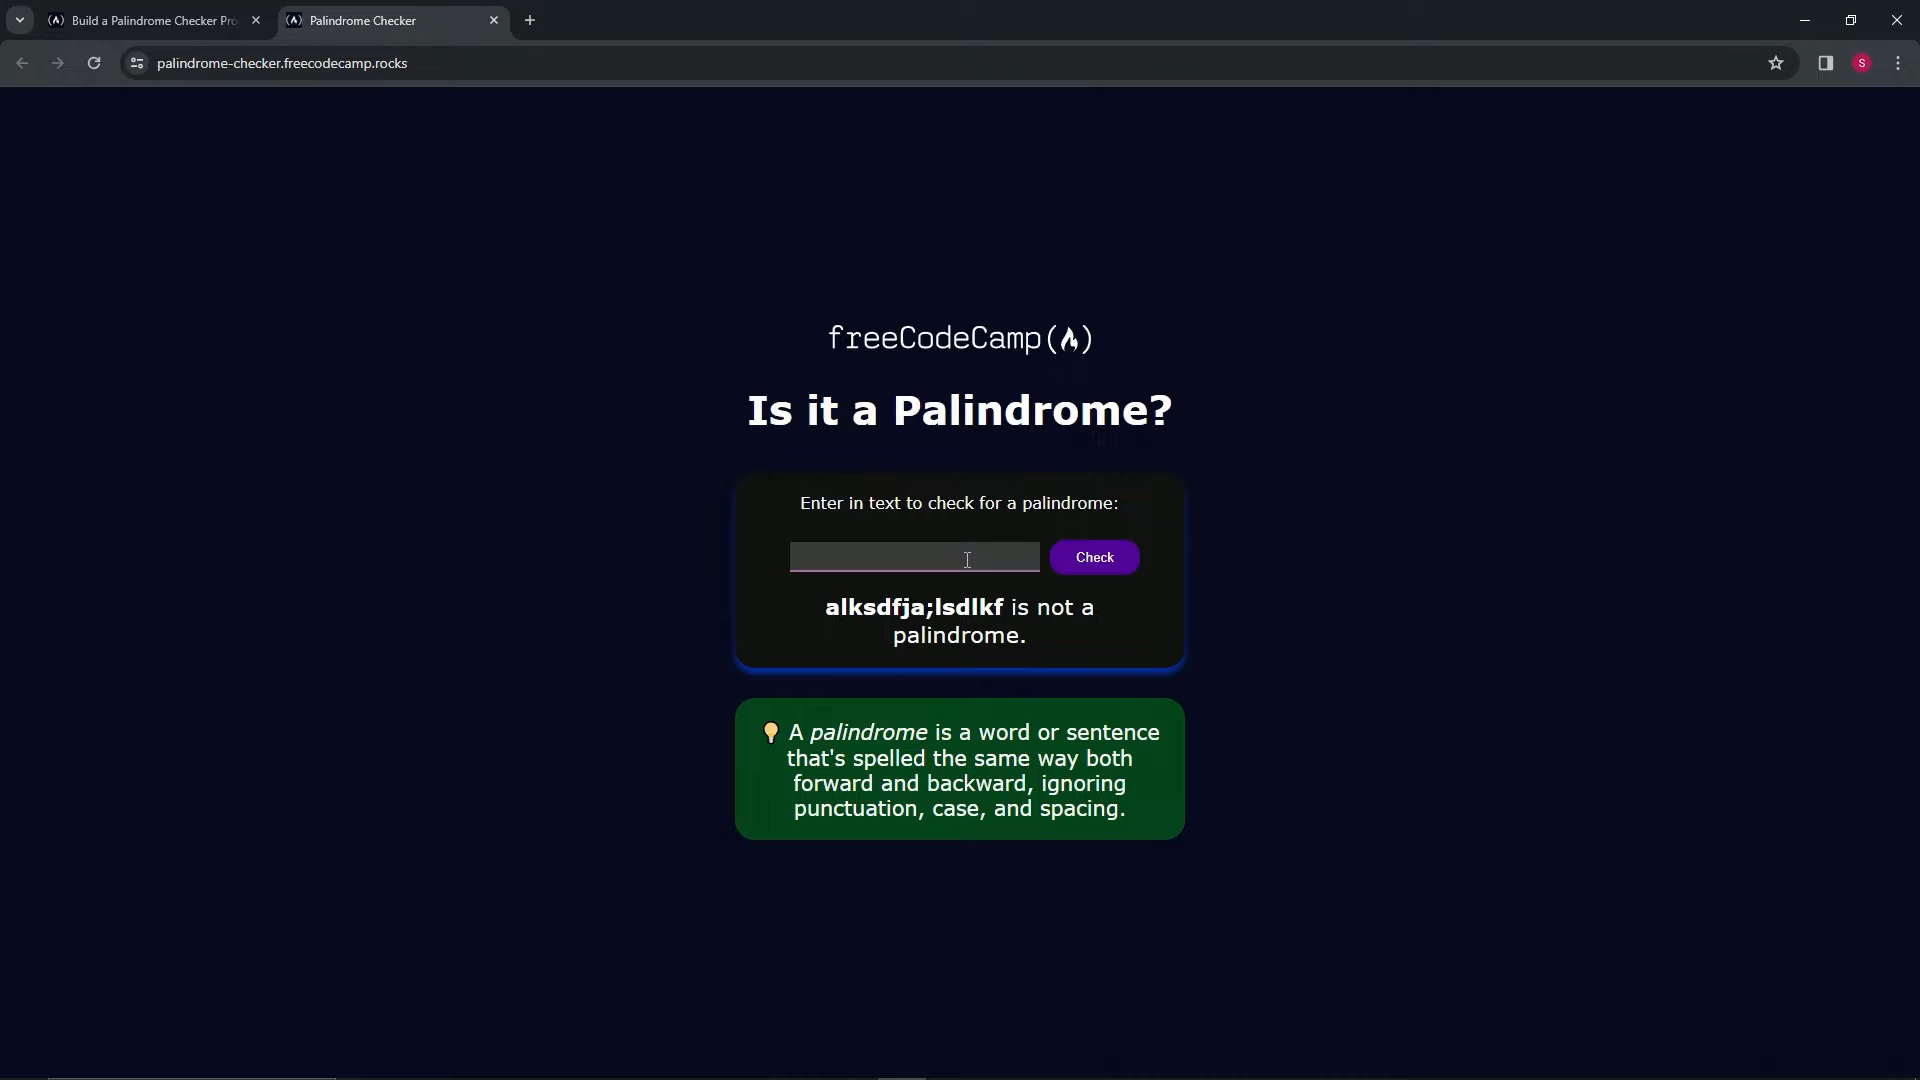 Build a Palindrome Checker Pro
Palindrome Checker
palindrome-checker.freecodecamp.rocks
S
freeCodeCamp
Is it a Palindrome?
Enter in text to check for a palindrome:
Check
alksdfja;lsdlkf is not a
palindrome.
A palindrome is a word or sentence
that's spelled the same way both
forward and backward, ignoring
punctuation, case, and spacing.